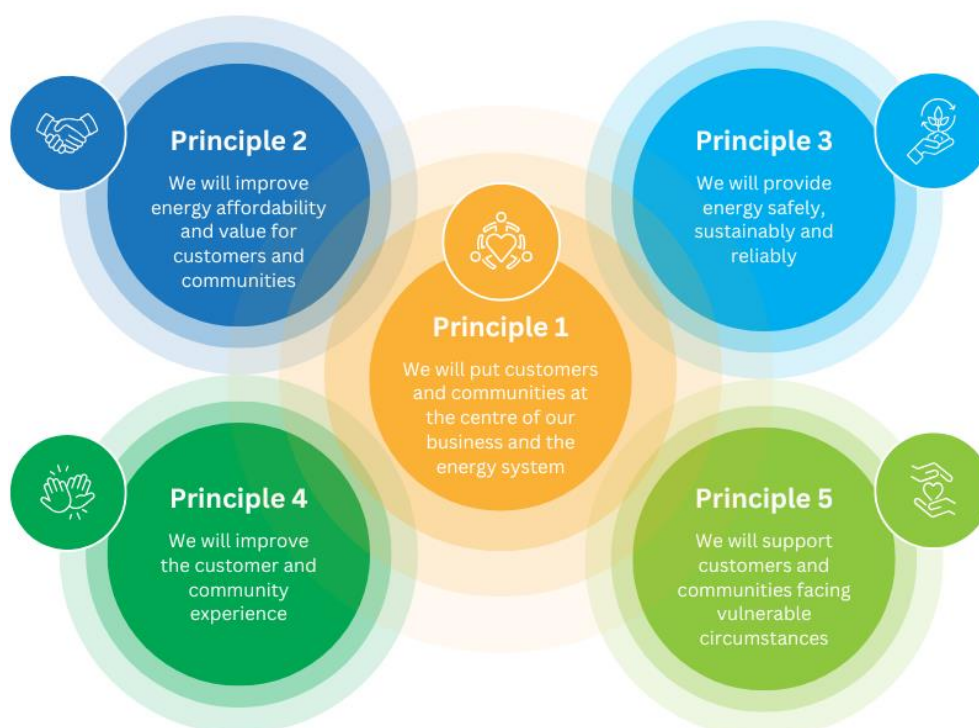 Principle 2
We will improve
energy affordability
and value for
customers and
communities
Principle 3
We will provide
energy safely,
sustainably and
reliably
Principle 1
We will put customers
and communities at
the centre of our
business and the
energy system
Principle 4
We will improve
the customer and
community
experience
Principle 5
We will support
customers and
communities facing
vulnerable
circumstances